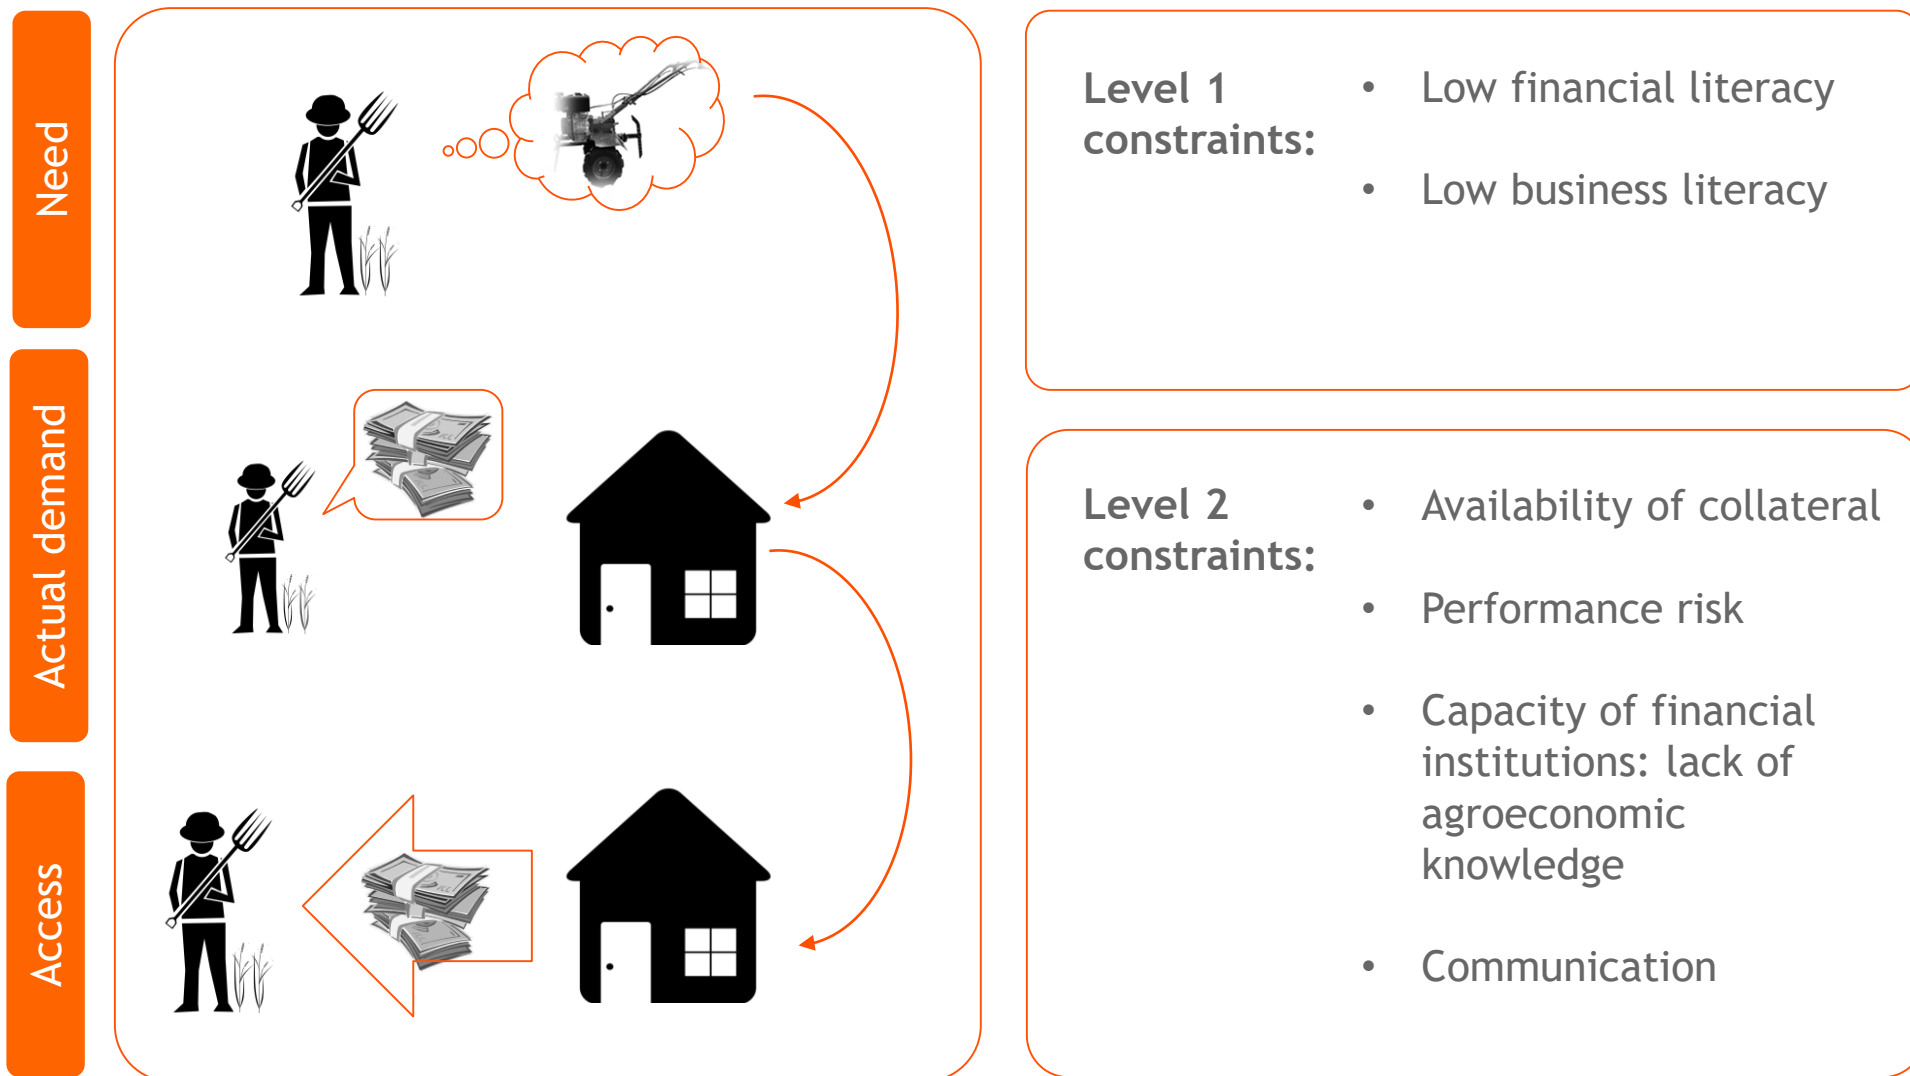 Need
Actual demand
Access
Level 1
constraints:
• Low financial literacy
• Low business literacy
Level 2
constraints:
• Availability of collateral
• Performance risk
• Capacity of financial
institutions: lack of
agroeconomic
knowledge
• Communication